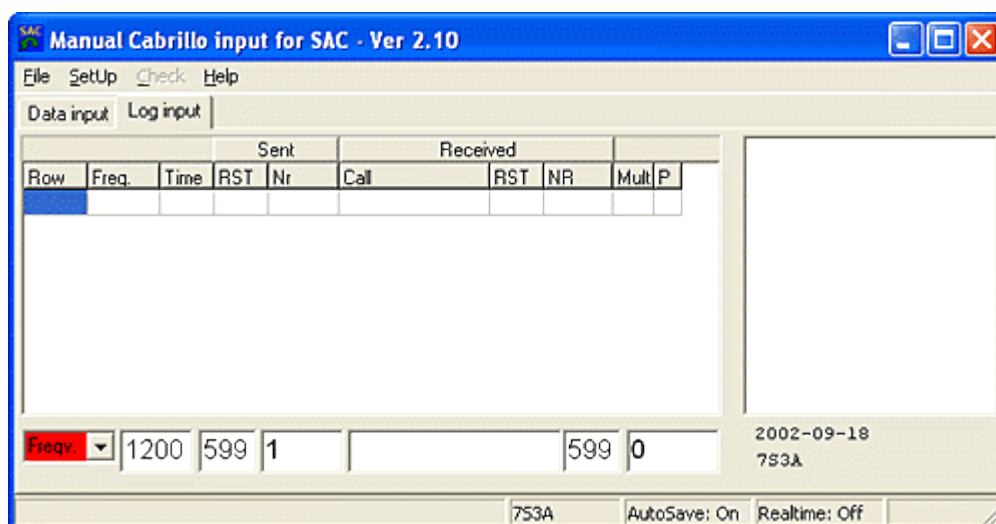 SAC Manual Cabrillo input for SAC - Ver 2.10
File SetUp Check Help
Data input Log input
Sent Received
Row Freq. Time RST Nr Call RST NR Mult P
Freqv. 1200 599 1 599 0
2002-09-18
7S3A
7S3A AutoSave: On Realtime: Off